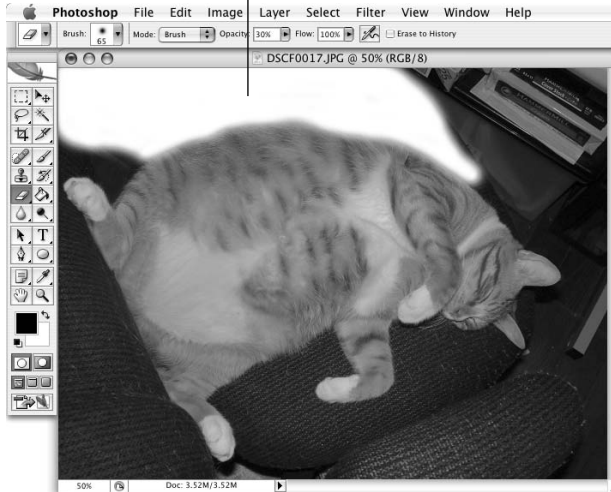 Photoshop File Edit Image Layer Select Filter View Window Help
Brush: 65 Mode: Brush Opacity: 30% Flow: 100% Erase to History
DSCF0017.JPG @ 50% (RGB/8)
T
50% Doc: 3.52M/3.52M